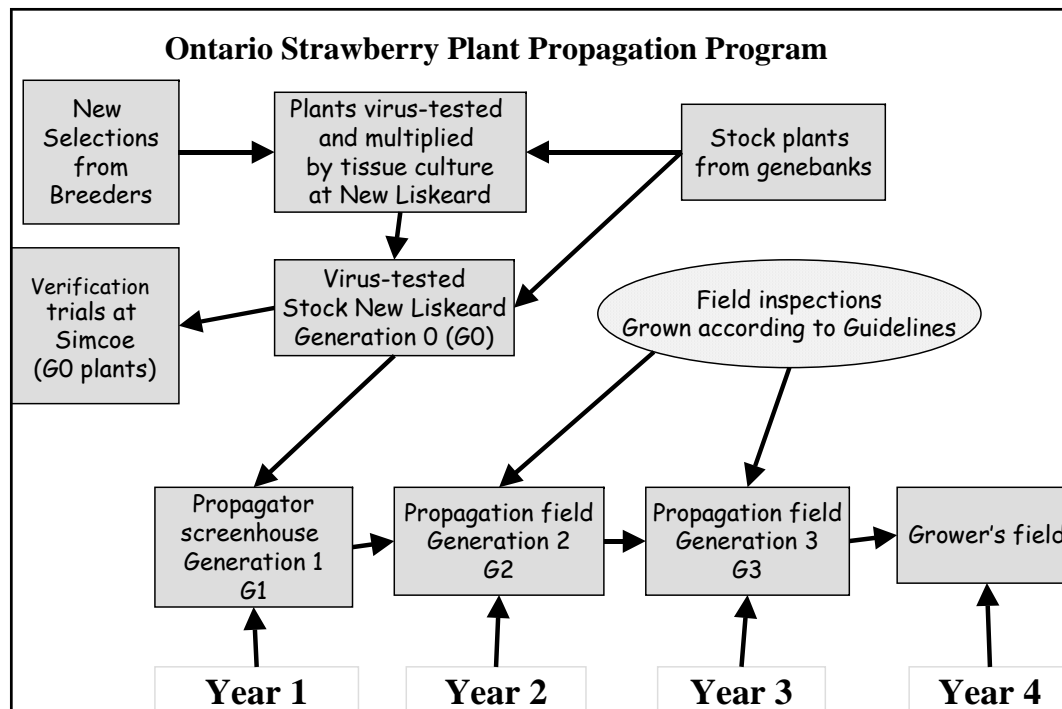 Ontario Strawberry Plant Propagation Program
New
Selections
from
Breeders
Plants virus-tested
and multiplied
by tissue culture
at New Liskeard
Stock plants
from genebanks
Verification
trials at
Simcoe
(G0 plants)
Virus-tested
Stock New Liskeard
Generation 0 (G0)
Field inspections
Grown according to Guidelines
Propagator
screenhouse
Generation 1
G1
Propagation field
Generation 2
G2
Propagation field
Generation 3
G3
Grower's field
Year 1
Year 2
Year 3
Year 4